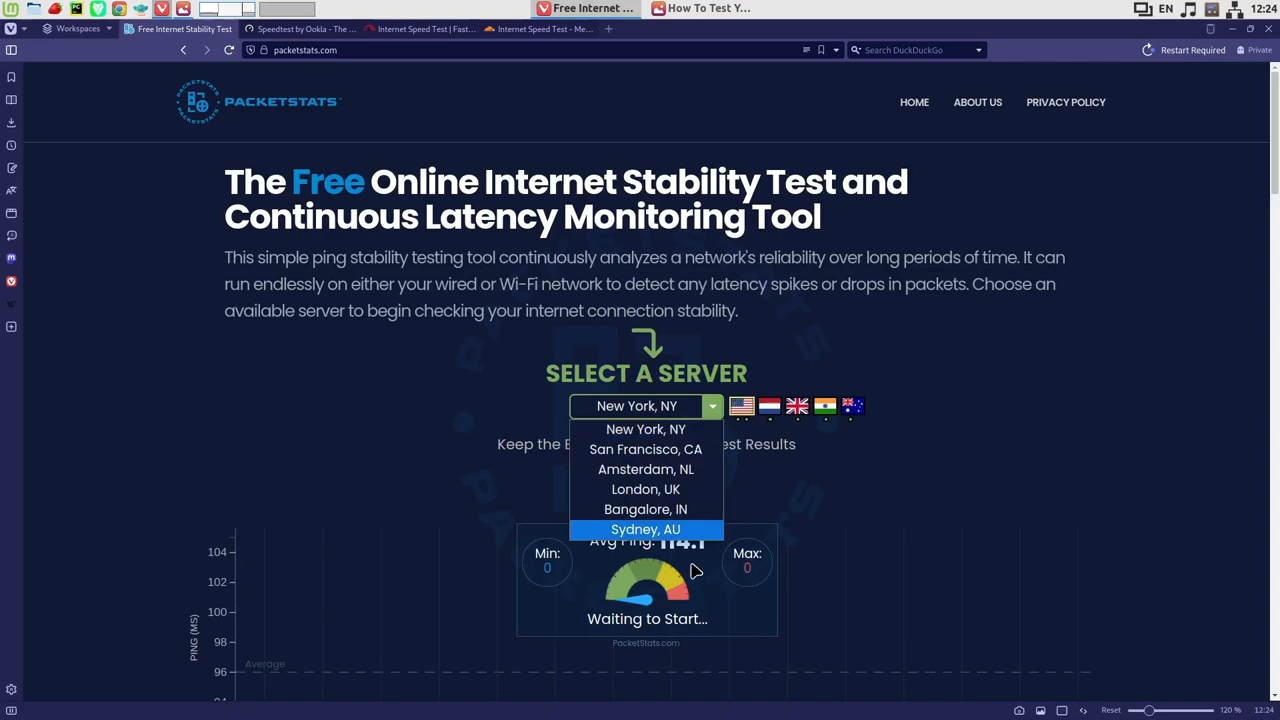 Free Internet ...
How To Test Y...
EN
12:24
Workspaces
Free Internet Stability Test
Speedtest by Ookla - The ...
Internet Speed Test | Fast...
Internet Speed Test - Me...
packetstats.com
Search DuckDuckGo
Restart Required
Private
PACKETSTATS
HOME
ABOUT US
PRIVACY POLICY
The Free Online Internet Stability Test and
Continuous Latency Monitoring Tool
This simple ping stability testing tool continuously analyzes a network's reliability over long periods of time. It can
run endlessly on either your wired or Wi-Fi network to detect any latency spikes or drops in packets. Choose an
available server to begin checking your internet connection stability.
SELECT A SERVER
New York, NY
New York, NY
Keep the
est Results
San Francisco, CA
Amsterdam, NL
London, UK
Bangalore, IN
Sydney, AU
Avg Ping: 114.1
Min:
0
Max:
0
Waiting to Start...
PacketStats.com
PING (MS)
104
102
100
98
96
Average
Reset
120 %
12:24